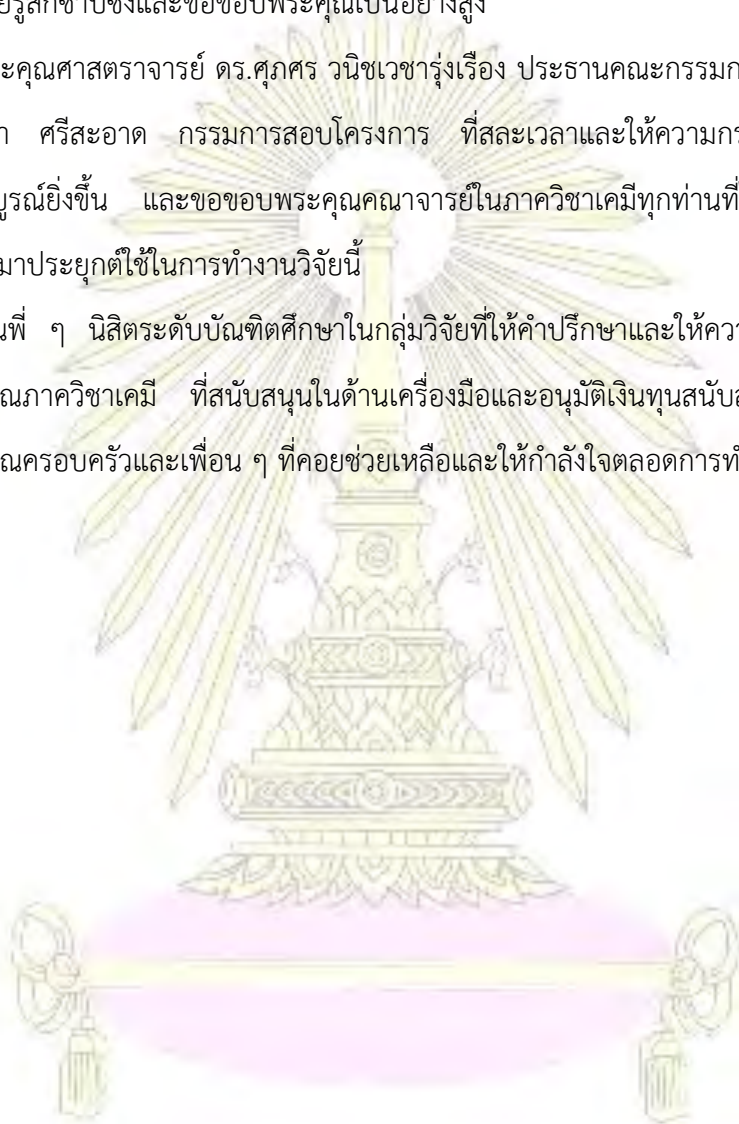 รู้สึกซาบซึ้งและขอขอบพระคุณเป็นอย่างสูง
ะคุณศาสตราจารย์ ดร.ศุภศร วนิชเวชารุ่งเรือง ประธานคณะกรรมก
า ศรีสะอาด กรรมการสอบโครงการ ที่สละเวลาและให้ความกร
บูรณ์ยิ่งขึ้น และขอขอบพระคุณคณาจารย์ในภาควิชาเคมีทุกท่านที่
มาประยุกต์ใช้ในการทำงานวิจัยนี้
นพี่ ๆ นิสิตระดับบัณฑิตศึกษาในกลุ่มวิจัยที่ให้คำปรึกษาและให้ควา
ณภาควิชาเคมี ที่สนับสนุนในด้านเครื่องมือและอนุมัติเงินทุนสนับส
ณครอบครัวและเพื่อน ๆ ที่คอยช่วยเหลือและให้กำลังใจตลอดการทำ